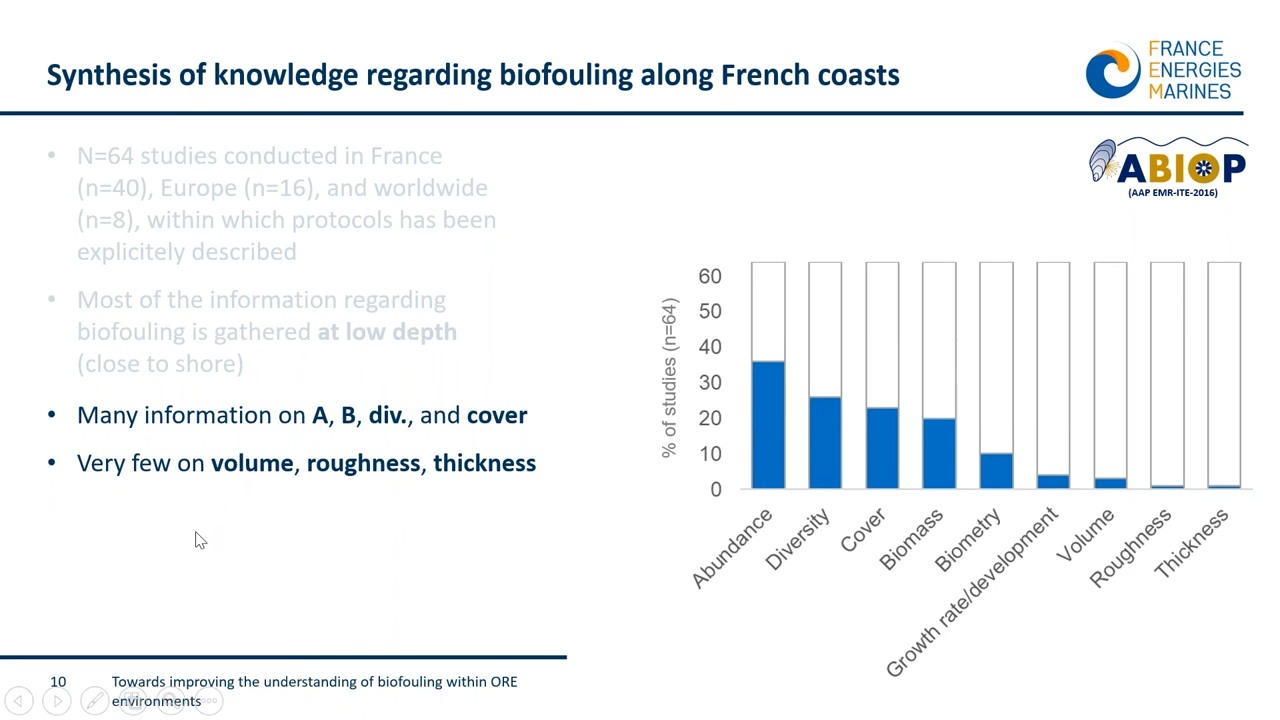 Synthesis of knowledge regarding biofouling along French coasts
FRANCE
ENERGIES
MARINES
ABIOP
(AAP EMR-ITE-2016)
• N=64 studies conducted in France
(n=40), Europe (n=16), and worldwide
(n=8), within which protocols has been
explicitely described
• Most of the information regarding
biofouling is gathered at low depth
(close to shore)
• Many information on A, B, div., and cover
• Very few on volume, roughness, thickness
% of studies (n=64)
60
50
40
30
20
10
0
Abundance
Diversity
Cover
Biomass
Biometry
Growth rate/development
Volume
Roughness
Thickness
10
Towards improving the understanding of biofouling within ORE
environments